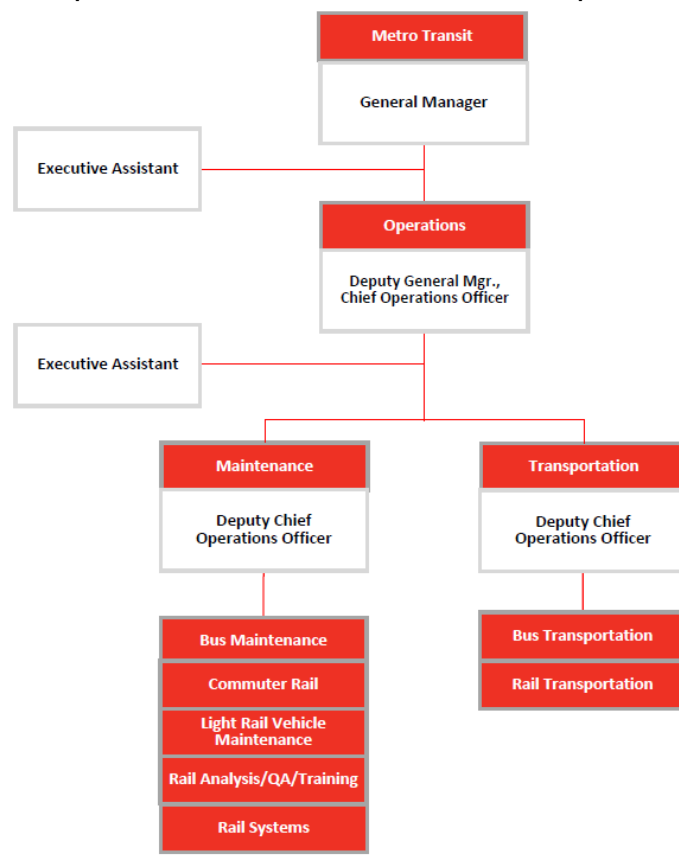 Metro Transit
General Manager
Executive Assistant
Operations
Deputy General Mgr.,
Chief Operations Officer
Executive Assistant
Maintenance
Deputy Chief
Operations Officer
Transportation
Deputy Chief
Operations Officer
Bus Maintenance
Commuter Rail
Light Rail Vehicle
Maintenance
Rail Analysis/QA/Training
Rail Systems
Bus Transportation
Rail Transportation